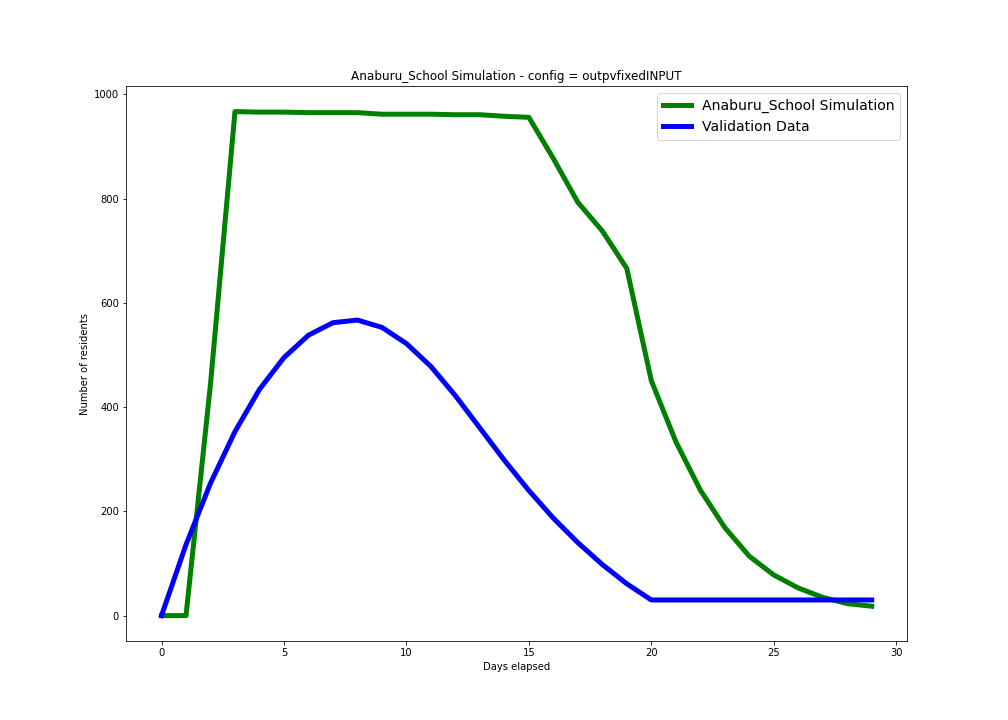 Anaburu_School Simulation - config = outpvfixedINPUT
Anaburu_School Simulation
Validation Data
1000
800
600
400
200
0
Number of residents
0 5 10 15 20 25 30
Days elapsed